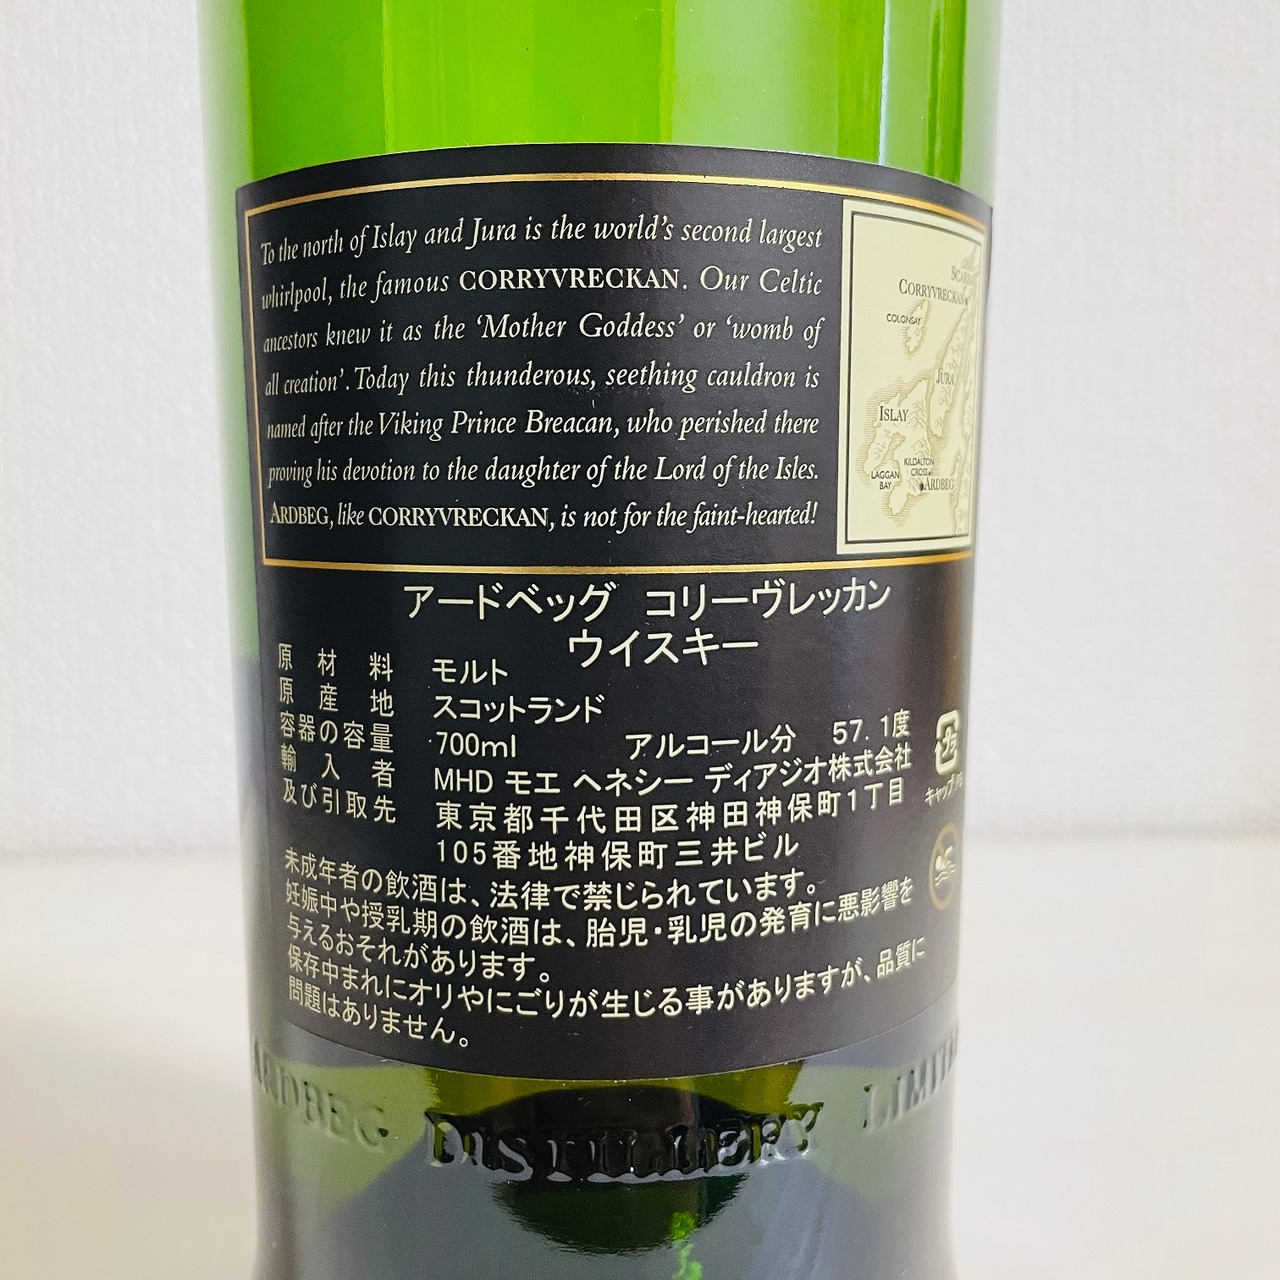 To the north of Islay and Jura is the world's second largest
whirlpool, the famous CORRYVRECKAN. Our Celtic
ancestors knew it as the 'Mother Goddess' or 'womb of
all creation'. Today this thunderous, seething cauldron is
named after the Viking Prince Breacan, who perished there
proving his devotion to the daughter of the Lord of the Isles.
ARDBEG, like CORRYVRECKAN, is not for the faint-hearted!
CORRYVRECKAN
COLONSAY
JURA
ISLAY
KILDALTON
CROSS
LAGGAN
BAY
ARDBEG
アードベッグ コリーヴレッカン
ウイスキー
原材料 モルト
原産地 スコットランド
容器の容量 700ml アルコール分 57.1度
輸入者 MHD モエ ヘネシー ディアジオ株式会社
及び引取先 東京都千代田区神田神保町1丁目
105番地神保町三井ビル
キャップ
未成年者の飲酒は、法律で禁じられています。
妊娠中や授乳期の飲酒は、胎児・乳児の発育に悪影響を
与えるおそれがあります。
保存中まれにオリやにごりが生じる事がありますが、品質に
問題はありません。
ARDBEG DISTILLERY LIMITE